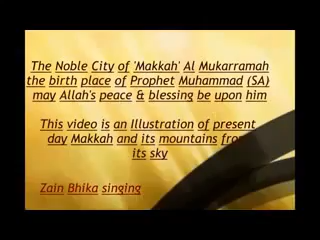 The Noble City of 'Makkah' Al Mukarramah
the birth place of Prophet Muhammad (SA)
may Allah's peace & blessing be upon him
This video is an Illustration of present
day Makkah and its mountains from
its sky
Zain Bhika singing